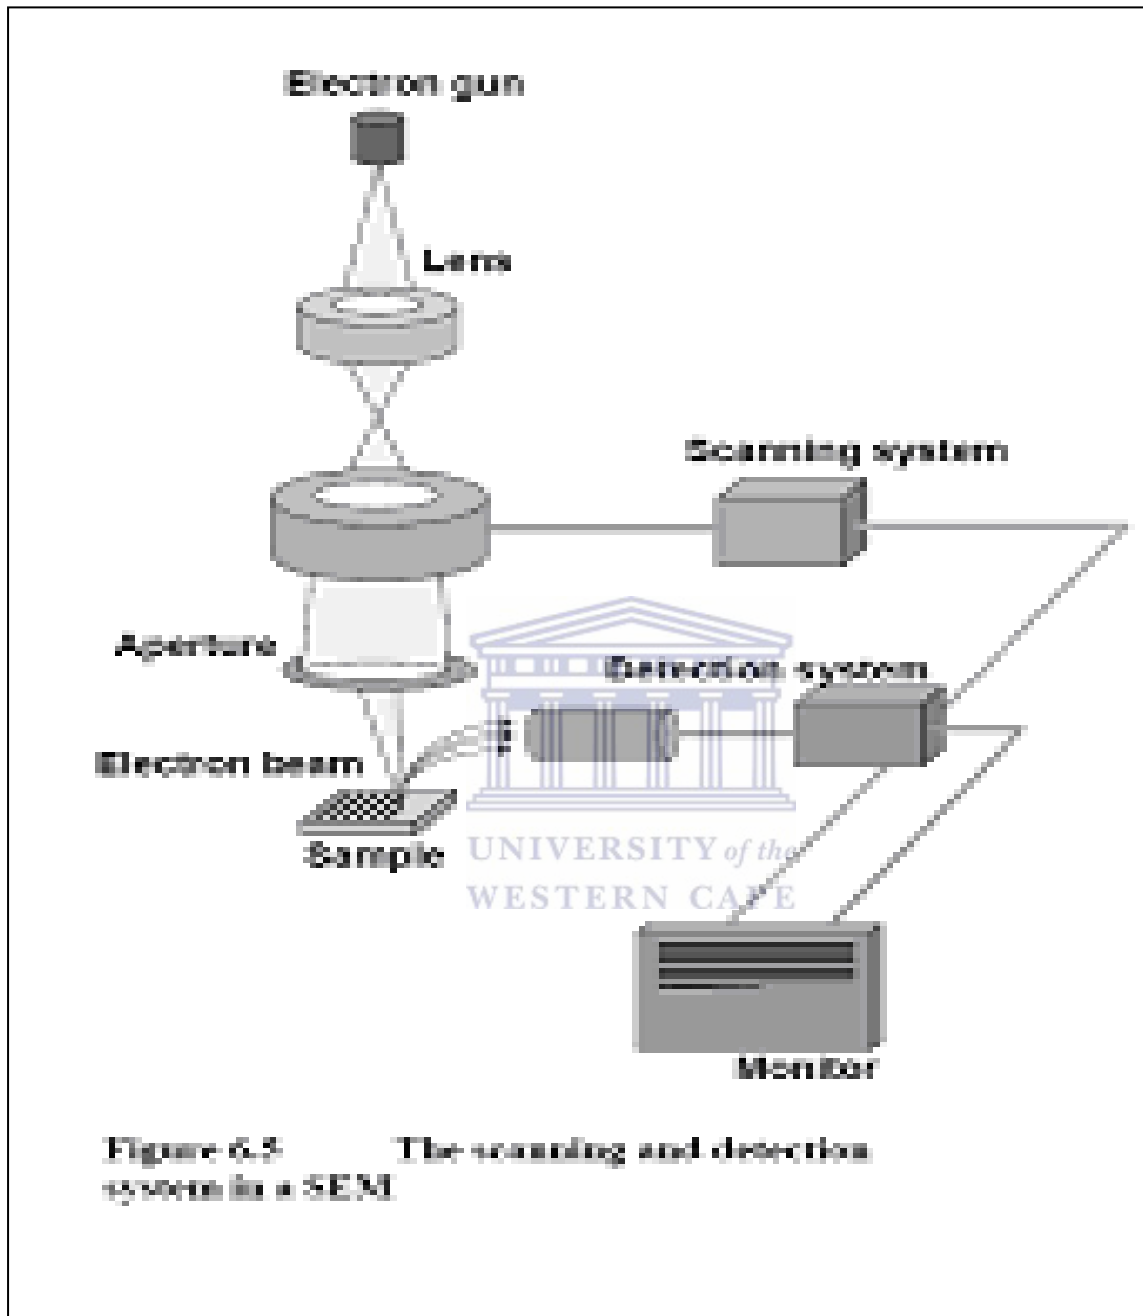 Electron gun
Lens
Scanning system
Aperture
Detection system
Electron beam
Sample
UNIVERSITY of the
WESTERN CAPE
Monitor
Figure 6.5 The scanning and detection
system in a SEM